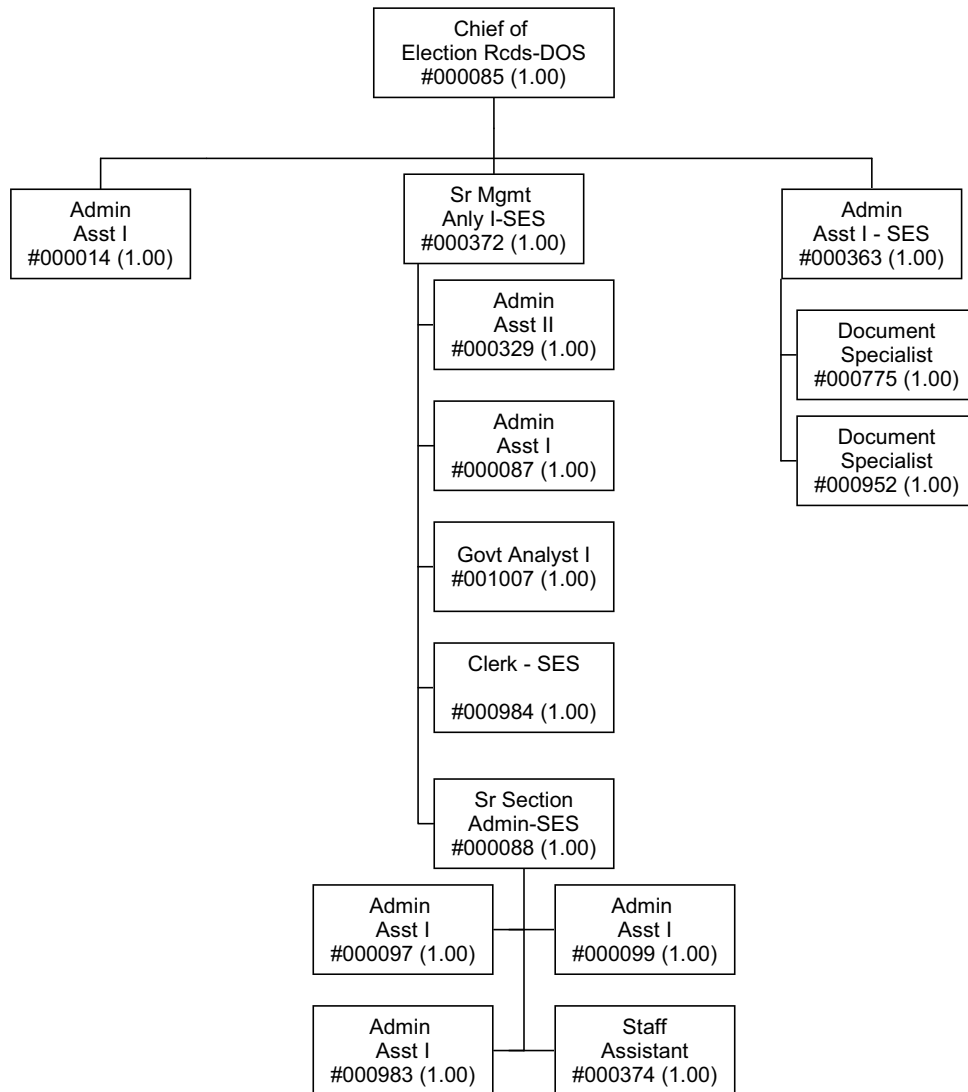 Chief of
Election Rcds-DOS
#000085 (1.00)
Admin
Asst I
#000014 (1.00)
Sr Mgmt
Anly I-SES
#000372 (1.00)
Admin
Asst I - SES
#000363 (1.00)
Admin
Asst II
#000329 (1.00)
Admin
Asst I
#000087 (1.00)
Govt Analyst I
#001007 (1.00)
Clerk - SES
#000984 (1.00)
Sr Section
Admin-SES
#000088 (1.00)
Admin
Asst I
#000097 (1.00)
Admin
Asst I
#000099 (1.00)
Admin
Asst I
#000983 (1.00)
Staff
Assistant
#000374 (1.00)
Document
Specialist
#000775 (1.00)
Document
Specialist
#000952 (1.00)